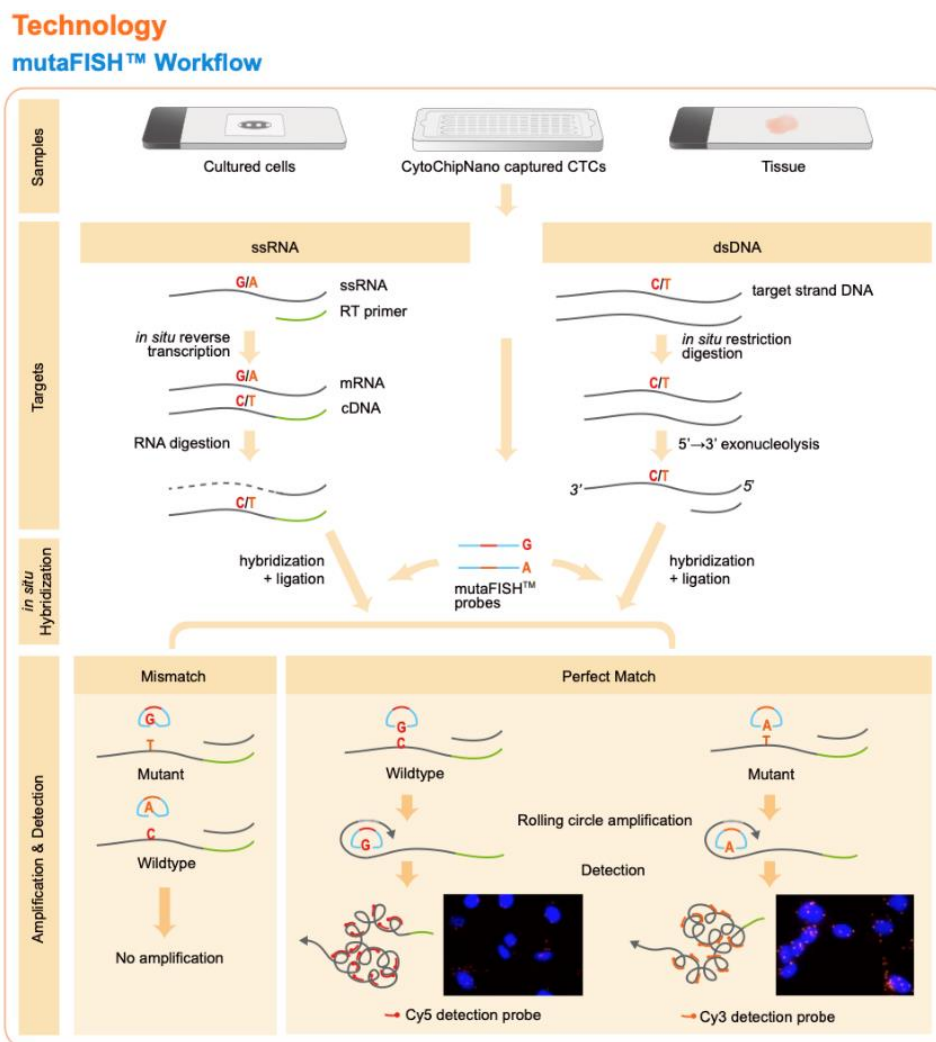 Technology
mutaFISH™ Workflow
Samples
Cultured cells
CytoChipNano captured CTCs
Tissue
Targets
ssRNA
G/A
ssRNA
RT primer
in situ reverse
transcription
G/A
mRNA
C/T
cDNA
RNA digestion
C/T
dsDNA
C/T
target strand DNA
in situ restriction
digestion
C/T
5'→3' exonucleolysis
C/T
3'
5'
in situ
Hybridization
hybridization
+ ligation
G
A
mutaFISH™
probes
hybridization
+ ligation
Amplification & Detection
Mismatch
G
T
Mutant
A
C
Wildtype
No amplification
Perfect Match
G
C
Wildtype
A
T
Mutant
Rolling circle amplification
G
A
Detection
Cy5 detection probe
Cy3 detection probe